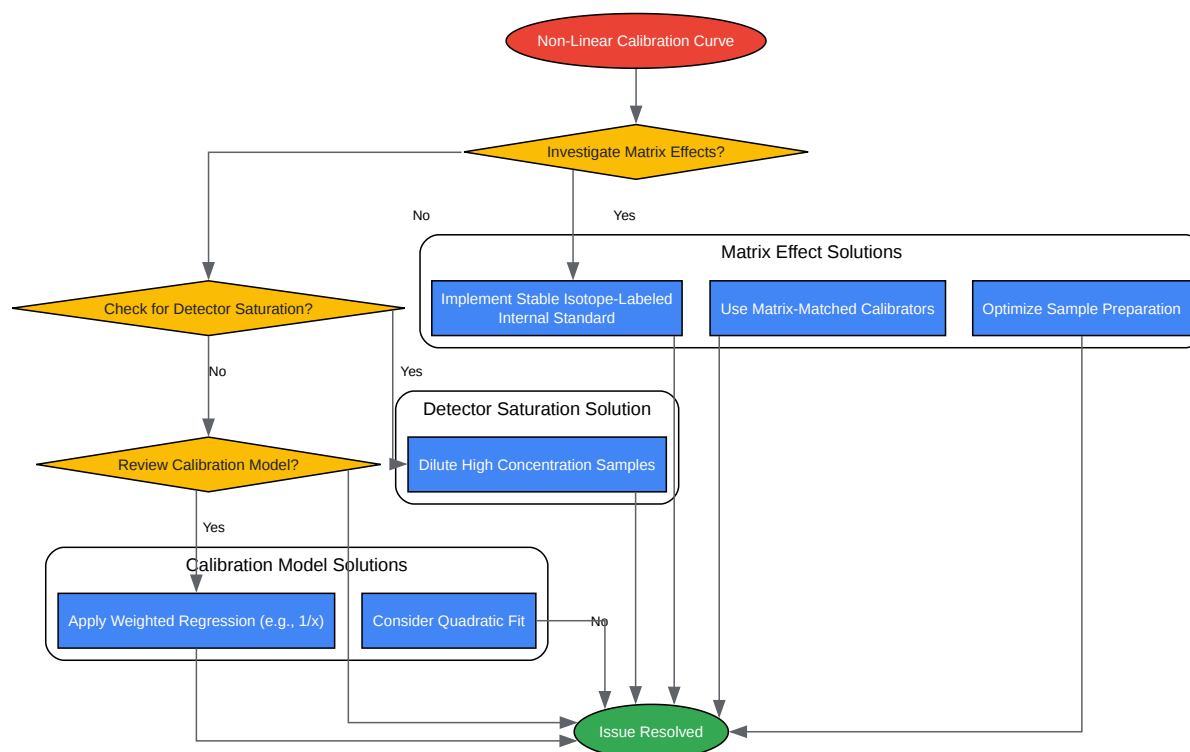 Non-Linear Calibration Curve
Investigate Matrix Effects?
No
Yes
Matrix Effect Solutions
Implement Stable Isotope-Labeled
Internal Standard
Use Matrix-Matched Calibrators
Optimize Sample Preparation
Check for Detector Saturation?
No
Yes
Detector Saturation Solution
Dilute High Concentration Samples
Review Calibration Model?
Yes
Calibration Model Solutions
Apply Weighted Regression (e.g., 1/x)
Consider Quadratic Fit
No
Issue Resolved